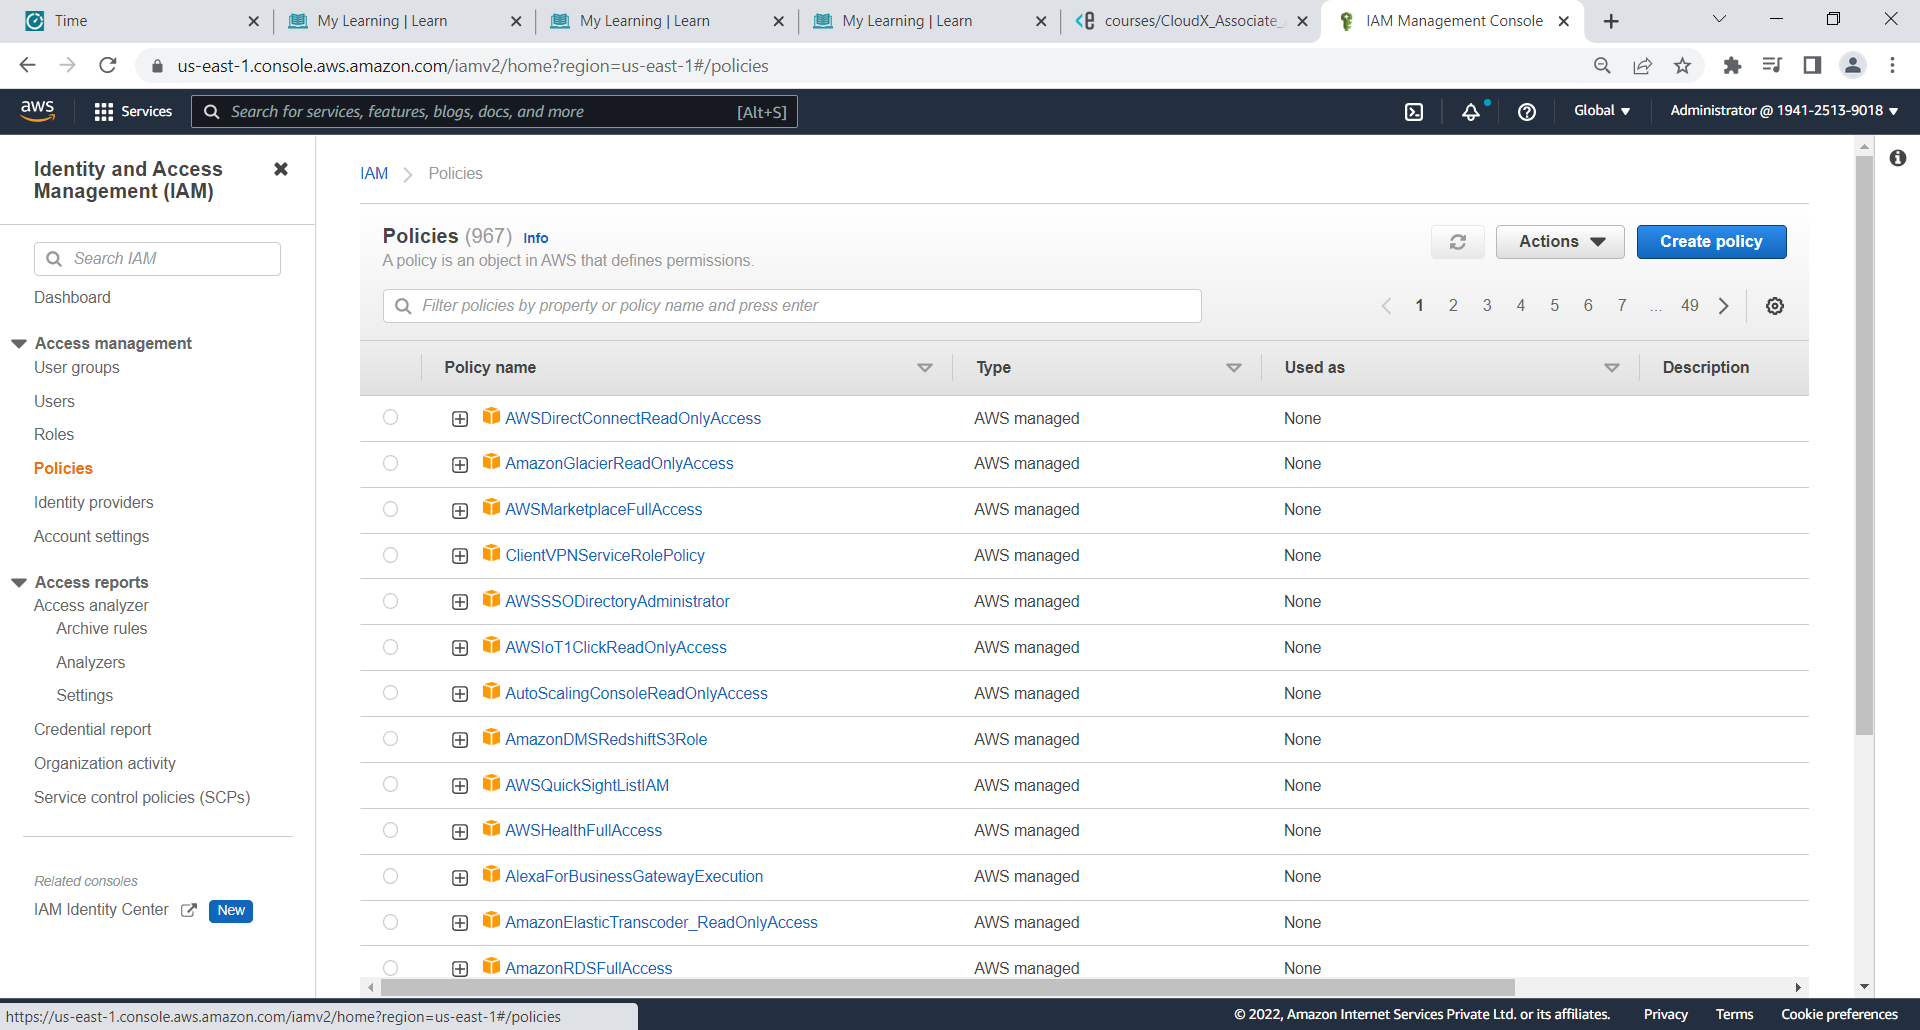 Time
My Learning | Learn
My Learning | Learn
My Learning | Learn
courses/CloudX_Associate_
IAM Management Console
us-east-1.console.aws.amazon.com/iamv2/home?region=us-east-1#/policies
aws
Services
Search for services, features, blogs, docs, and more
[Alt+S]
Global
Administrator @ 1941-2513-9018
Identity and Access
Management (IAM)
Search IAM
Dashboard
Access management
User groups
Users
Roles
Policies
Identity providers
Account settings
Access reports
Access analyzer
Archive rules
Analyzers
Settings
Credential report
Organization activity
Service control policies (SCPs)
Related consoles
IAM Identity Center
New
IAM
Policies
Policies (967) Info
A policy is an object in AWS that defines permissions.
Actions
Create policy
Filter policies by property or policy name and press enter
1 2 3 4 5 6 7 ... 49
Policy name Type Used as Description
AWSDirectConnectReadOnlyAccess AWS managed None
AmazonGlacierReadOnlyAccess AWS managed None
AWSMarketplaceFullAccess AWS managed None
ClientVPNServiceRolePolicy AWS managed None
AWSSSODirectoryAdministrator AWS managed None
AWSIoT1ClickReadOnlyAccess AWS managed None
AutoScalingConsoleReadOnlyAccess AWS managed None
AmazonDMSRedshiftS3Role AWS managed None
AWSQuickSightListIAM AWS managed None
AWSHealthFullAccess AWS managed None
AlexaForBusinessGatewayExecution AWS managed None
AmazonElasticTranscoder_ReadOnlyAccess AWS managed None
AmazonRDSFullAccess AWS managed None
https://us-east-1.console.aws.amazon.com/iamv2/home?region=us-east-1#/policies
© 2022, Amazon Internet Services Private Ltd. or its affiliates.
Privacy
Terms
Cookie preferences